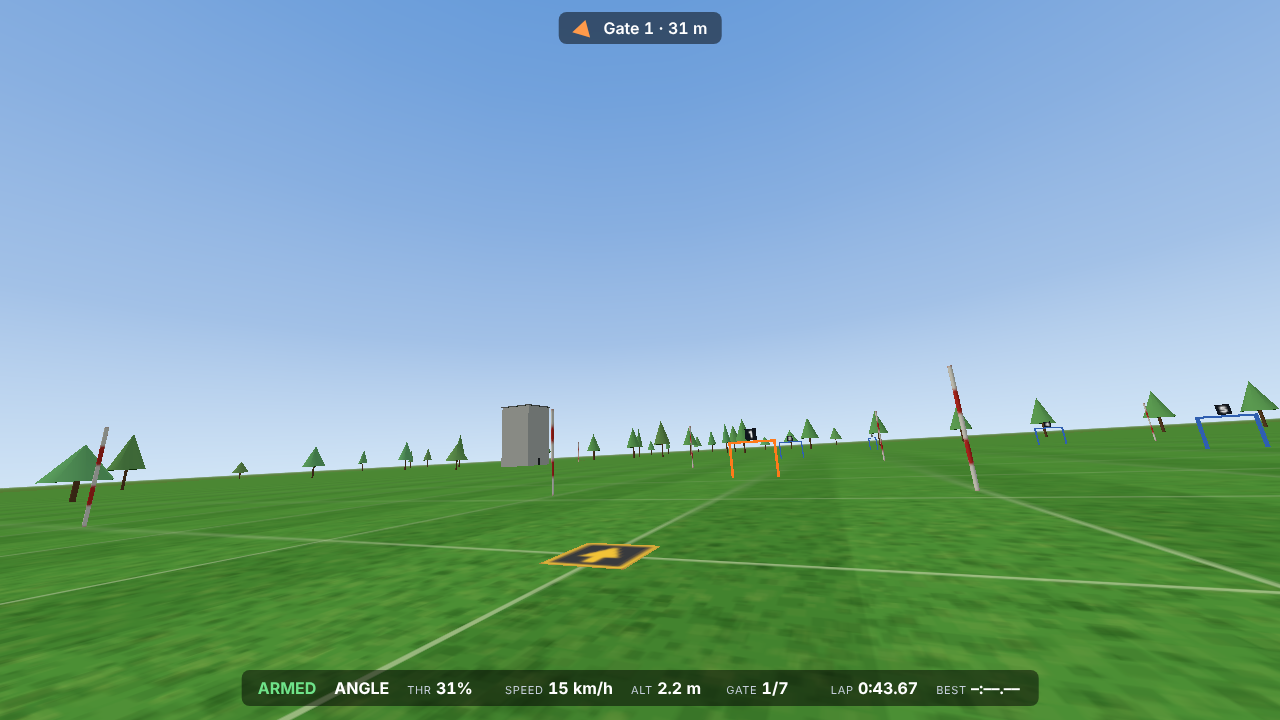 Gate 1 · 31 m
1
ARMED ANGLE THR 31% SPEED 15 km/h ALT 2.2 m GATE 1/7 LAP 0:43.67 BEST –:––.––